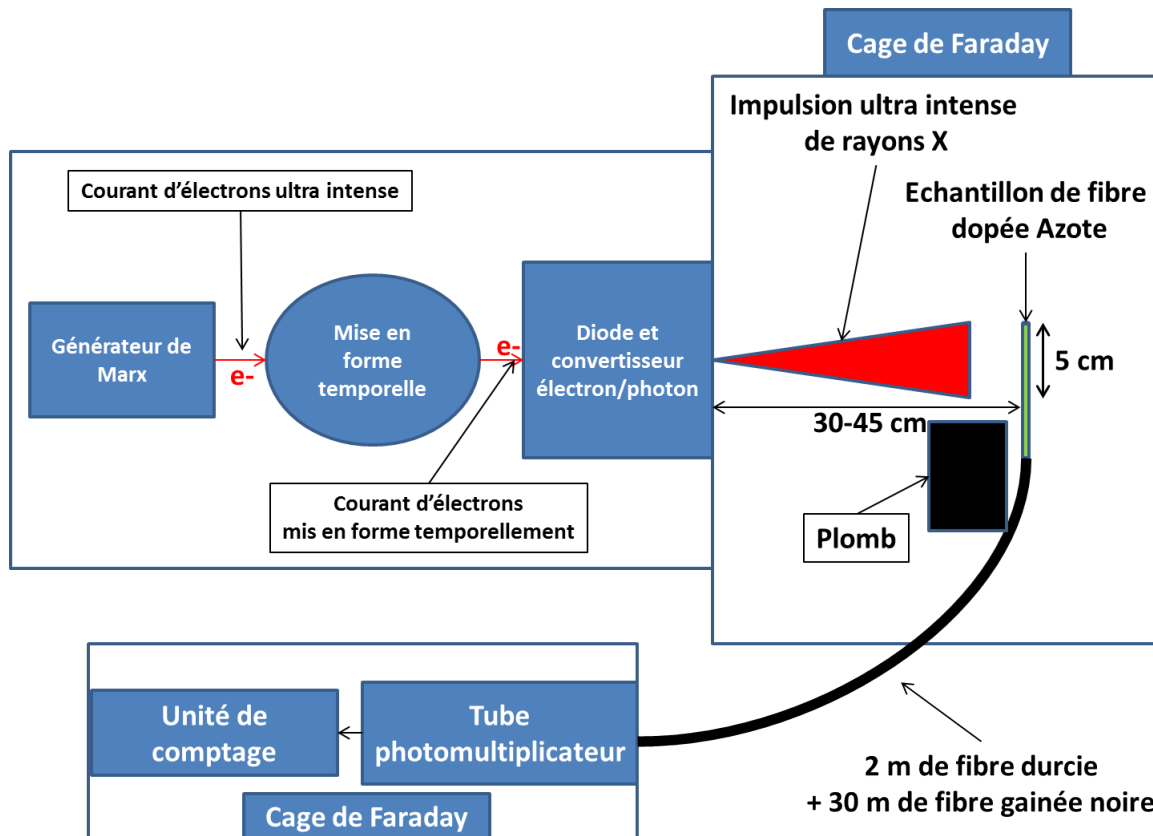 Cage de Faraday
Impulsion ultra intense
de rayons X
Courant d’électrons ultra intense
Echantillon de fibre
dopée Azote
Générateur de
Marx
e-
Mise en
forme
temporelle
e-
Diode et
convertisseur
électron/photon
5 cm
30-45 cm
Courant d’électrons
mis en forme temporellement
Plomb
Unité de
comptage
Tube
photomultiplicateur
2 m de fibre durcie
+ 30 m de fibre gainée noire
Cage de Faraday